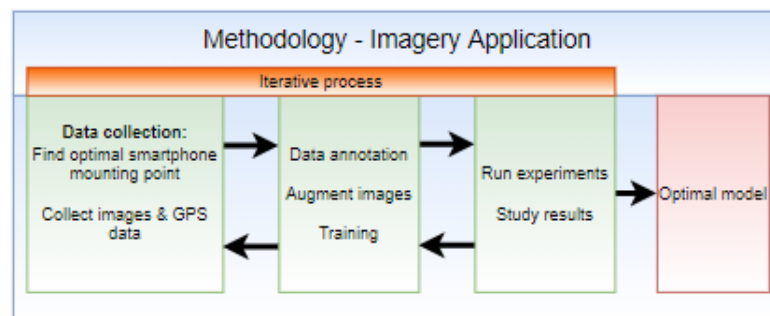 Methodology - Imagery Application
Iterative process
Data collection:
Find optimal smartphone
mounting point
Collect images & GPS
data
Data annotation
Augment images
Training
Run experiments
Study results
Optimal model